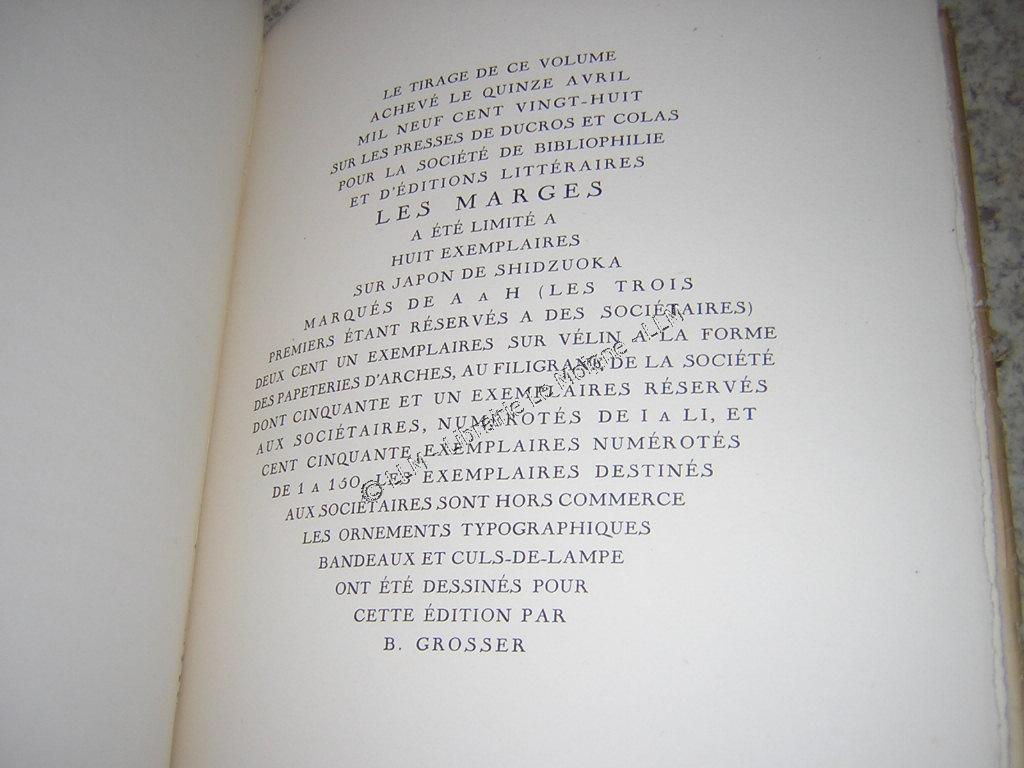 LE TIRAGE DE CE VOLUME
ACHEVÉ LE QUINZE AVRIL
MIL NEUF CENT VINGT-HUIT
SUR LES PRESSES DE DUCROS ET COLAS
POUR LA SOCIÉTÉ DE BIBLIOPHILIE
ET D'ÉDITIONS LITTÉRAIRES
LES MARGES
A ÉTÉ LIMITÉ A
HUIT EXEMPLAIRES
SUR JAPON DE SHIDZUOKA
MARQUÉS DE A A H (LES TROIS
PREMIERS ÉTANT RÉSERVÉS A DES SOCIÉTAIRES)
DEUX CENT UN EXEMPLAIRES SUR VÉLIN A LA FORME
DES PAPETERIES D'ARCHES, AU FILIGRANE DE LA SOCIÉTÉ
DONT CINQUANTE ET UN EXEMPLAIRES RÉSERVÉS
AUX SOCIÉTAIRES, NUMÉROTÉS DE I A LI, ET
CENT CINQUANTE EXEMPLAIRES NUMÉROTÉS
DE 1 A 150. LES EXEMPLAIRES DESTINÉS
AUX SOCIÉTAIRES SONT HORS COMMERCE
LES ORNEMENTS TYPOGRAPHIQUES
BANDEAUX ET CULS-DE-LAMPE
ONT ÉTÉ DESSINÉS POUR
CETTE ÉDITION PAR
B. GROSSER
© LLM - Librairie Le Moine - LLM